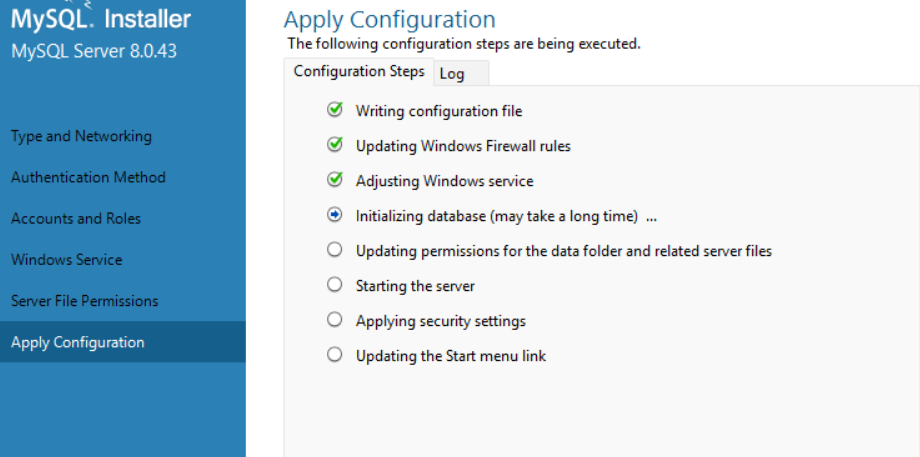 MySQL. Installer
MySQL Server 8.0.43
Type and Networking
Authentication Method
Accounts and Roles
Windows Service
Server File Permissions
Apply Configuration
Apply Configuration
The following configuration steps are being executed.
Configuration Steps Log
Writing configuration file
Updating Windows Firewall rules
Adjusting Windows service
Initializing database (may take a long time) ...
Updating permissions for the data folder and related server files
Starting the server
Applying security settings
Updating the Start menu link